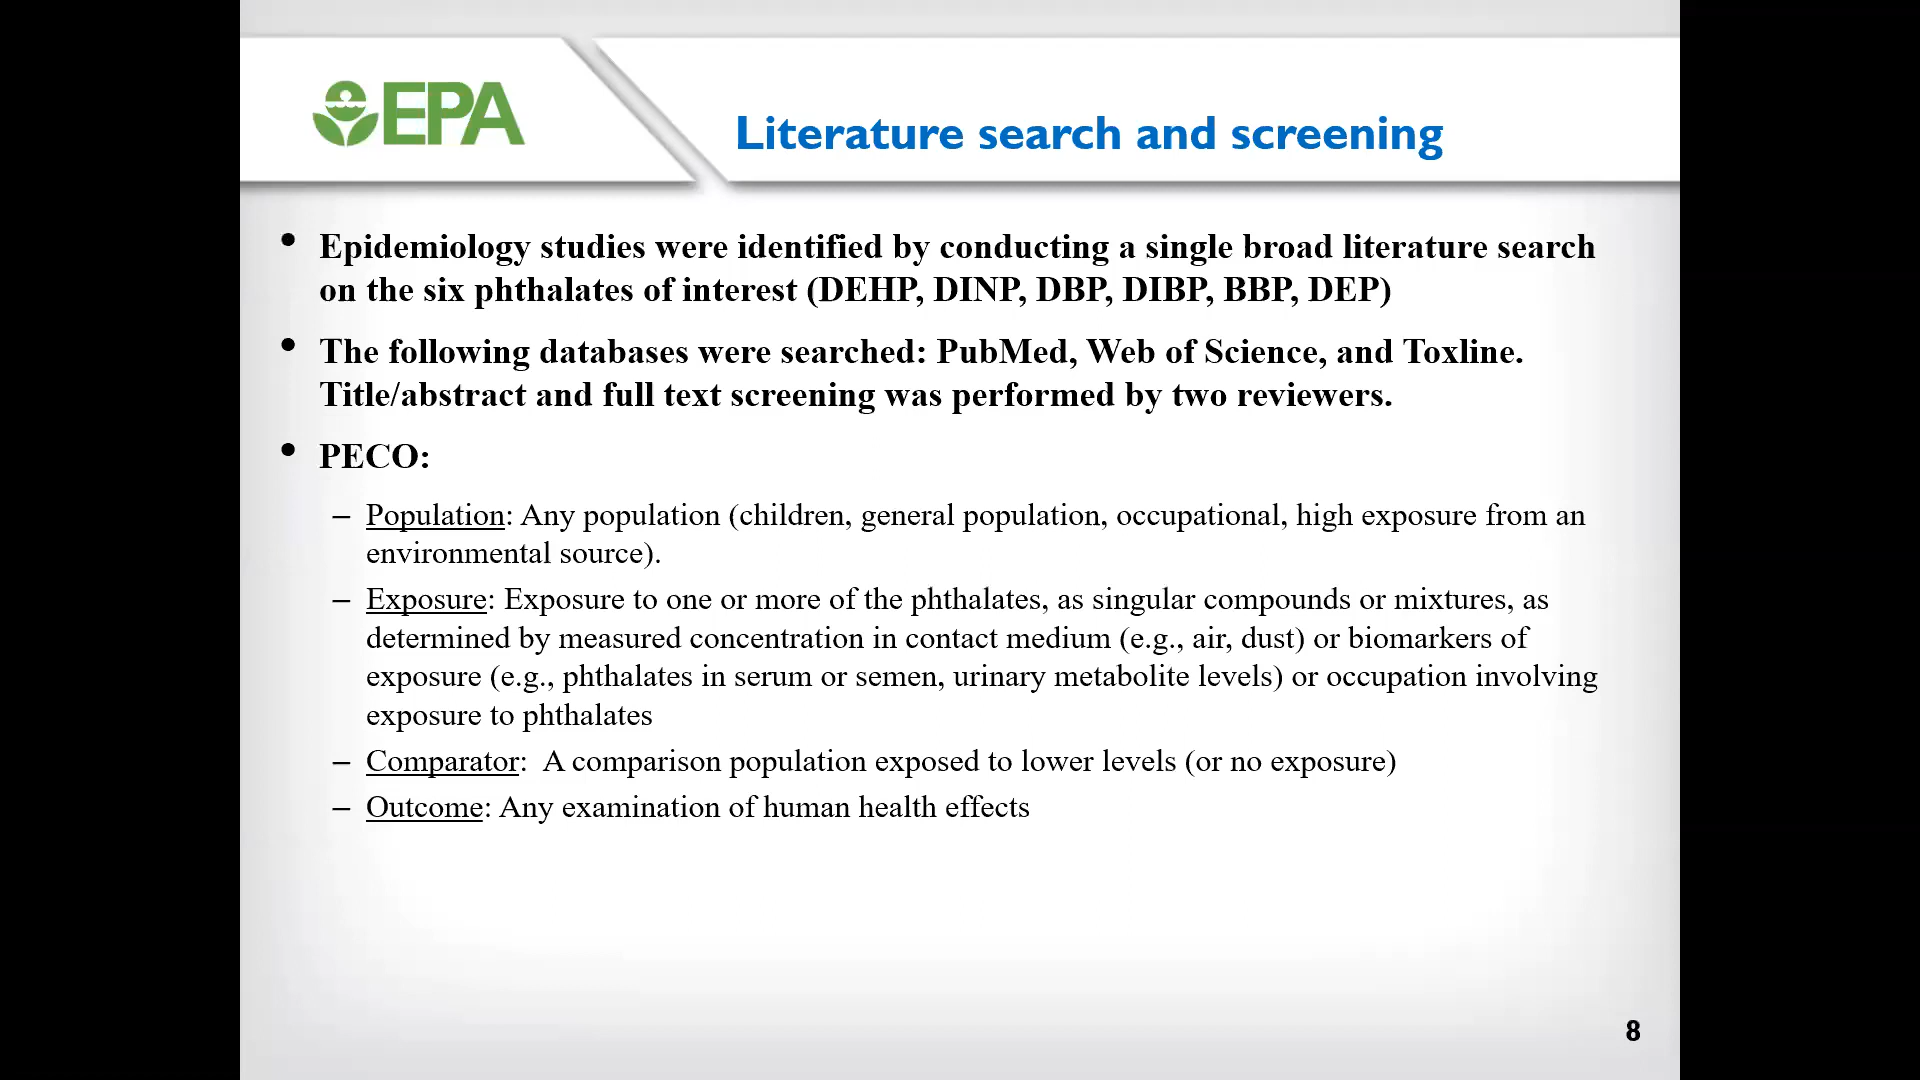 EPA
Literature search and screening
• Epidemiology studies were identified by conducting a single broad literature search
on the six phthalates of interest (DEHP, DINP, DBP, DIBP, BBP, DEP)
• The following databases were searched: PubMed, Web of Science, and Toxline.
Title/abstract and full text screening was performed by two reviewers.
• PECO:
– Population: Any population (children, general population, occupational, high exposure from an
environmental source).
– Exposure: Exposure to one or more of the phthalates, as singular compounds or mixtures, as
determined by measured concentration in contact medium (e.g., air, dust) or biomarkers of
exposure (e.g., phthalates in serum or semen, urinary metabolite levels) or occupation involving
exposure to phthalates
– Comparator:  A comparison population exposed to lower levels (or no exposure)
– Outcome: Any examination of human health effects
8